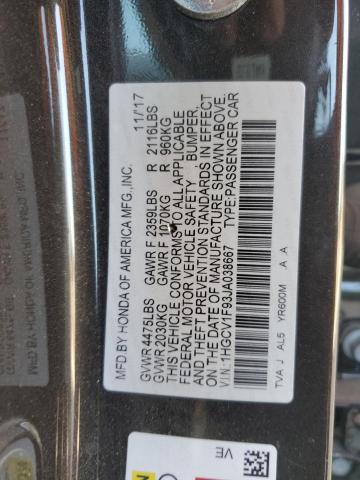 MFD BY HONDA OF AMERICA MFG.,INC. 11/17
GVWR 4475LBS GAWR F 2359LBS R 2116LBS
GVWR 2030KG GAWR F 1070KG R 960KG
THIS VEHICLE CONFORMS TO ALL APPLICABLE
FEDERAL MOTOR VEHICLE SAFETY BUMPER,
AND THEFT PREVENTION STANDARDS IN EFFECT
ON THE DATE OF MANUFACTURE SHOWN ABOVE.
V.I.N:1HGCV1F93JA038667 TYPE:PASSENGER CAR
TVA J AL5 YR600M A A
VE